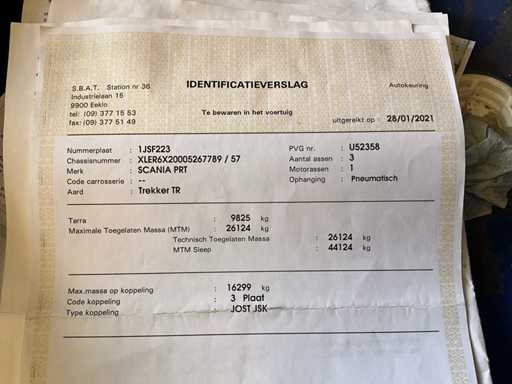 S.B.A.T. Station nr 36
Industrielaan 15
9900 Eeklo
tel: (09) 377 15 53
fax: (09) 377 51 49
IDENTIFICATIEVERSLAG
Autokeuring
Te bewaren in het voertuig
uitgereikt op : 28/01/2021
Nummerplaat : 1JSF223
Chassisnummer : XLER6X20005267789 / 57
Merk : SCANIA PRT
Code carrosserie : --
Aard : Trekker TR
PVG nr. : U52358
Aantal assen : 3
Motorassen : 1
Ophanging : Pneumatisch
Tarra : 9825 kg
Maximale Toegelaten Massa (MTM) : 26124 kg
Technisch Toegelaten Massa : 26124 kg
MTM Sleep : 44124 kg
Max.massa op koppeling : 16299 kg
Code koppeling : 3 Plaat
Type koppeling : JOST JSK